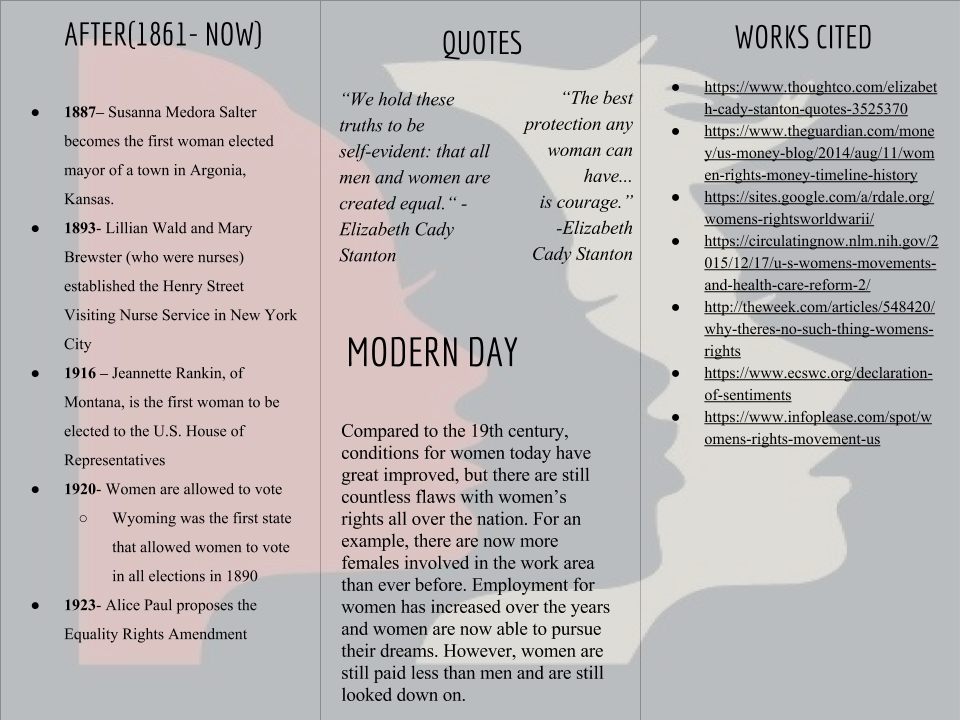 AFTER(1861- NOW)
● 1887– Susanna Medora Salter
becomes the first woman elected
mayor of a town in Argonia,
Kansas.
● 1893- Lillian Wald and Mary
Brewster (who were nurses)
established the Henry Street
Visiting Nurse Service in New York
City
● 1916 – Jeannette Rankin, of
Montana, is the first woman to be
elected to the U.S. House of
Representatives
● 1920- Women are allowed to vote
○ Wyoming was the first state
that allowed women to vote
in all elections in 1890
● 1923- Alice Paul proposes the
Equality Rights Amendment
QUOTES
“We hold these
truths to be
self-evident: that all
men and women are
created equal.“ -
Elizabeth Cady
Stanton
“The best
protection any
woman can
have...
is courage.”
-Elizabeth
Cady Stanton
MODERN DAY
Compared to the 19th century,
conditions for women today have
great improved, but there are still
countless flaws with women’s
rights all over the nation. For an
example, there are now more
females involved in the work area
than ever before. Employment for
women has increased over the years
and women are now able to pursue
their dreams. However, women are
still paid less than men and are still
looked down on.
WORKS CITED
● https://www.thoughtco.com/elizabet
h-cady-stanton-quotes-3525370
● https://www.theguardian.com/mone
y/us-money-blog/2014/aug/11/wom
en-rights-money-timeline-history
● https://sites.google.com/a/rdale.org/
womens-rightsworldwarii/
● https://circulatingnow.nlm.nih.gov/2
015/12/17/u-s-womens-movements-
and-health-care-reform-2/
● http://theweek.com/articles/548420/
why-theres-no-such-thing-womens-
rights
● https://www.ecswc.org/declaration-
of-sentiments
● https://www.infoplease.com/spot/w
omens-rights-movement-us